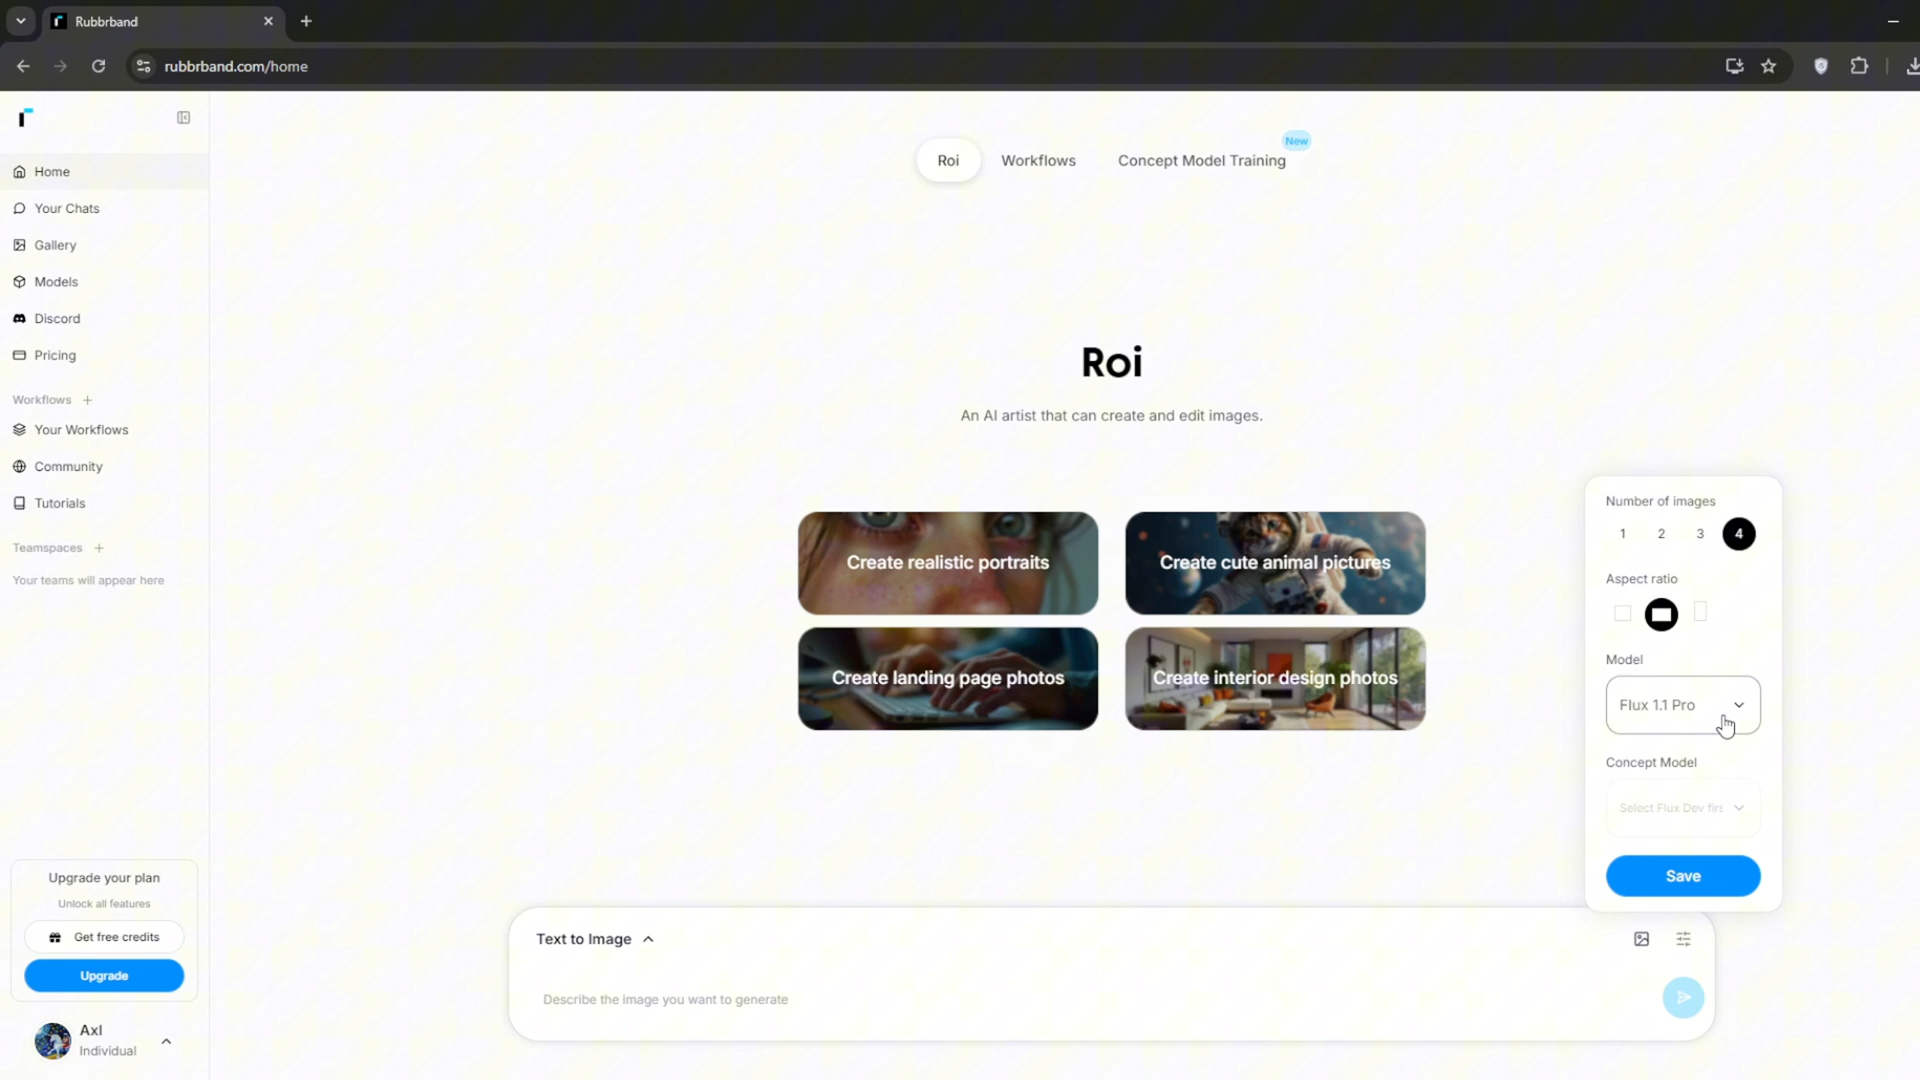 Rubbrband
rubbrband.com/home
Home
Your Chats
Gallery
Models
Discord
Pricing
Workflows
Your Workflows
Community
Tutorials
Teamspaces
Your teams will appear here
Upgrade your plan
Unlock all features
Get free credits
Upgrade
Axl
Individual
Roi
Workflows
Concept Model Training
New
Roi
An AI artist that can create and edit images.
Create realistic portraits
Create cute animal pictures
Create landing page photos
Create interior design photos
Number of images
1 2 3 4
Aspect ratio
Model
Flux 1.1 Pro
Concept Model
Select Flux Dev firs
Save
Text to Image
Describe the image you want to generate